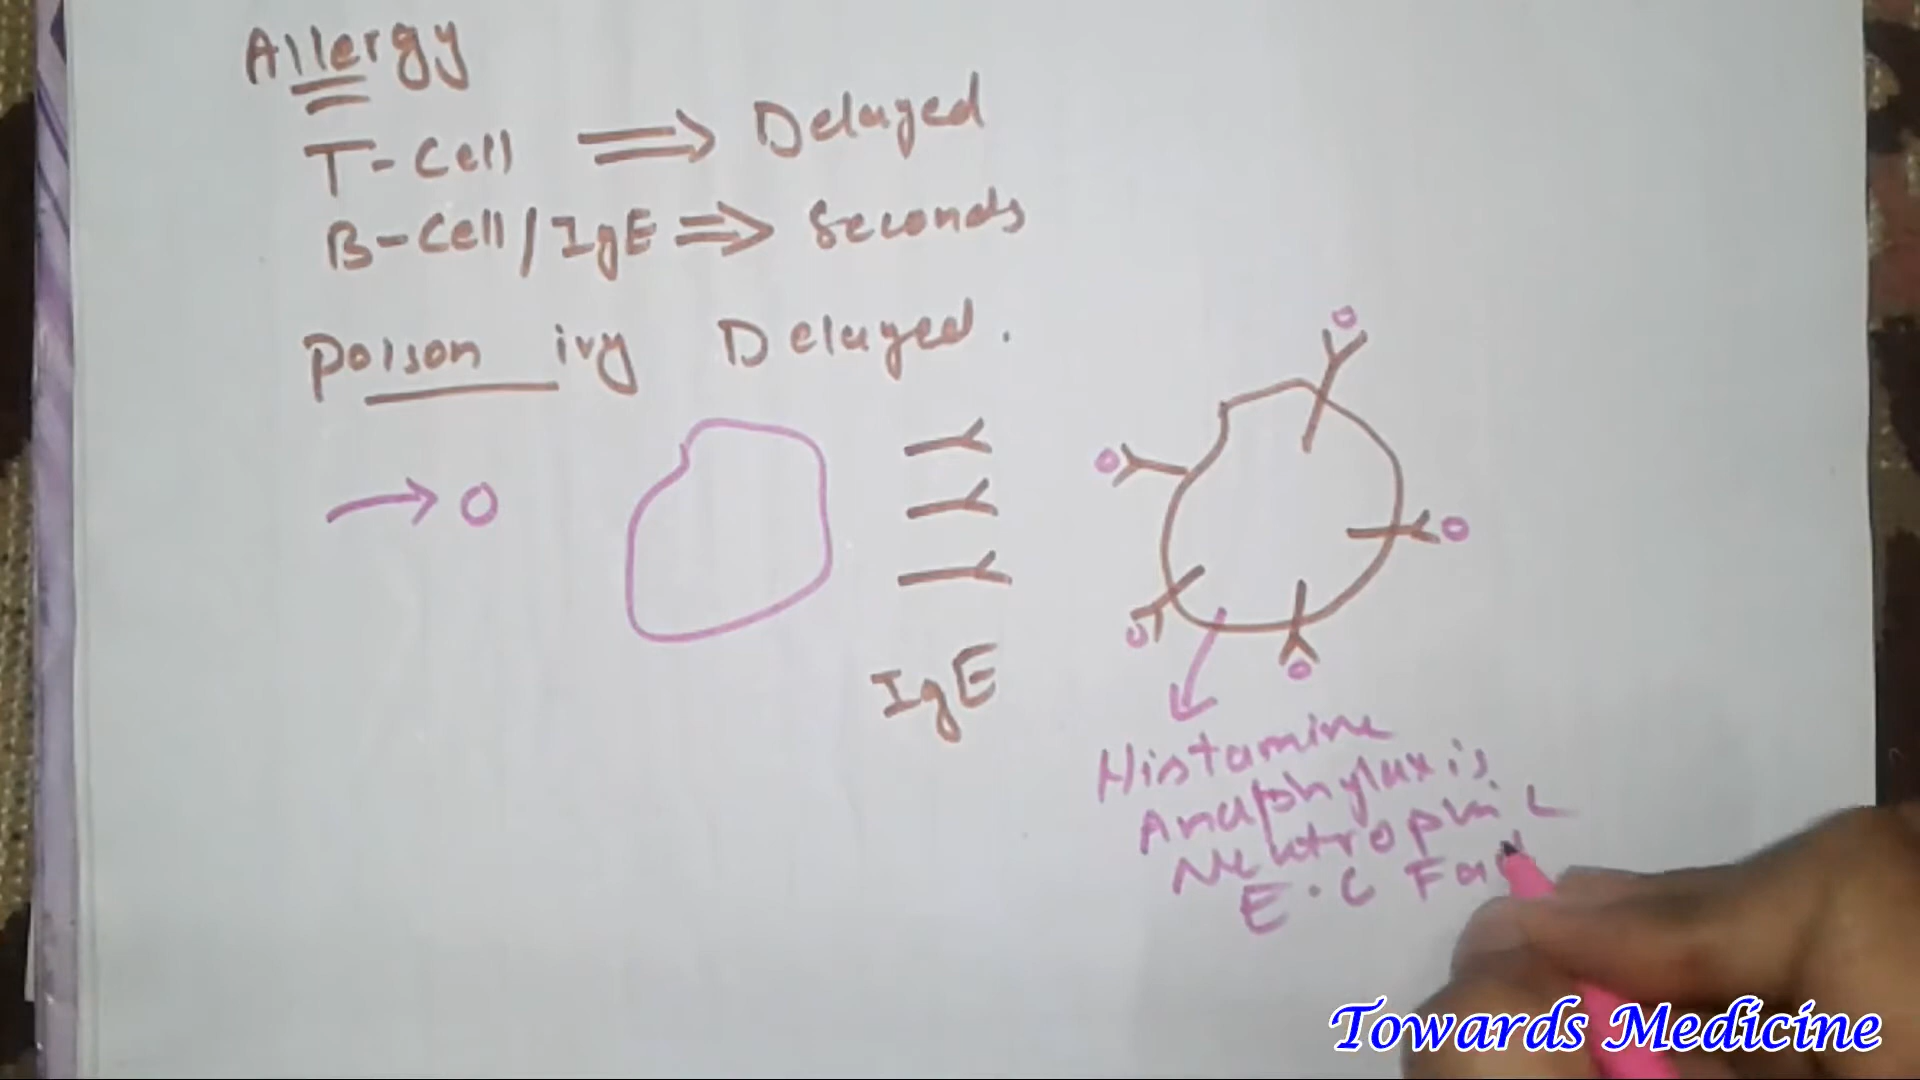 Allergy
T-Cell ⇒ Delayed
B-Cell/IgE ⇒ Seconds
Poison ivy Delayed.
→ O
IgE
Histamine
Anaphylaxis
Neutrophil
E.C Fac
Towards Medicine